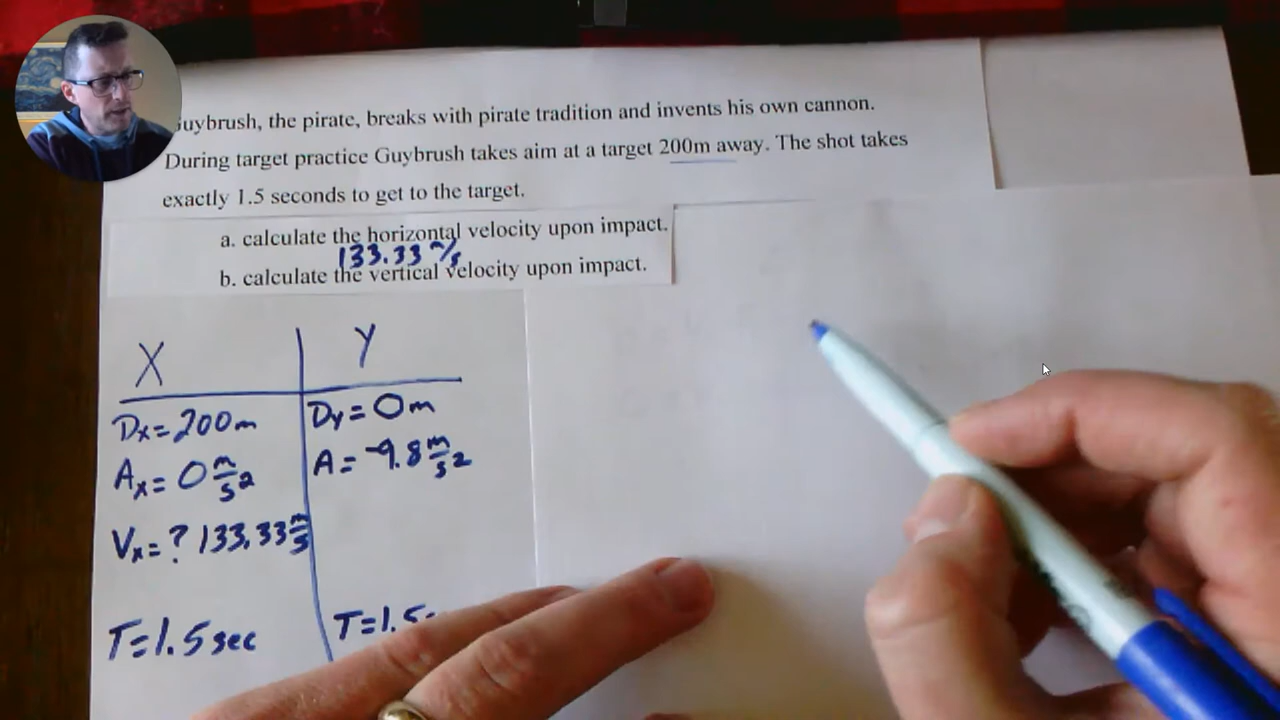 Guybrush, the pirate, breaks with pirate tradition and invents his own cannon.
During target practice Guybrush takes aim at a target 200m away. The shot takes
exactly 1.5 seconds to get to the target.
a. calculate the horizontal velocity upon impact.
133.33 m/s
b. calculate the vertical velocity upon impact.
X Y
Dx=200m Dy=0m
Ax=0 m/s2 A=-9.8 m/s2
Vx=? 133.33 m/s
T=1.5 sec T=1.5